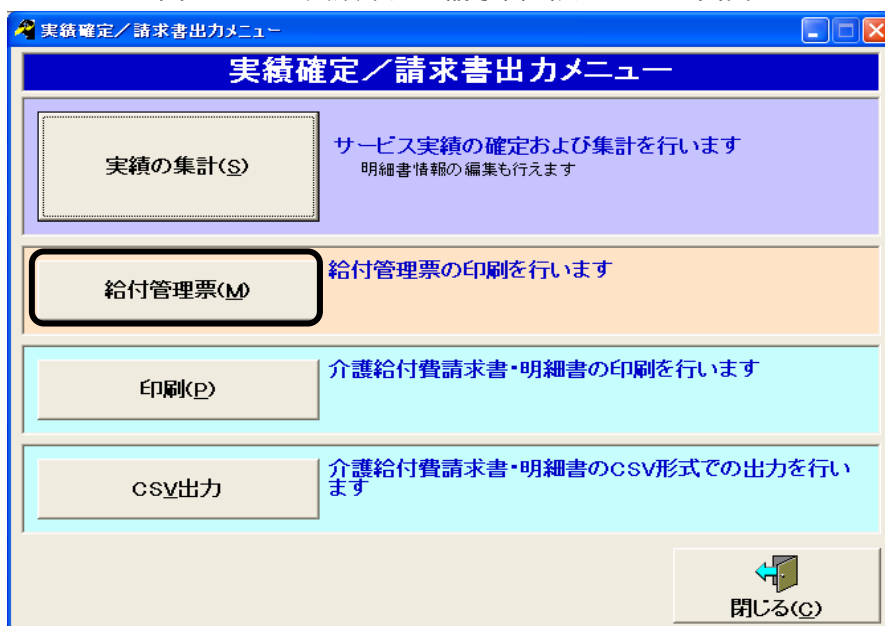 実績確定／請求書出力メニュー
実績確定／請求書出力メニュー
実績の集計(S)
サービス実績の確定および集計を行います
明細書情報の編集も行えます
給付管理票(M)
給付管理票の印刷を行います
印刷(P)
介護給付費請求書・明細書の印刷を行います
CSV出力
介護給付費請求書・明細書のCSV形式での出力を行い
ます
閉じる(C)